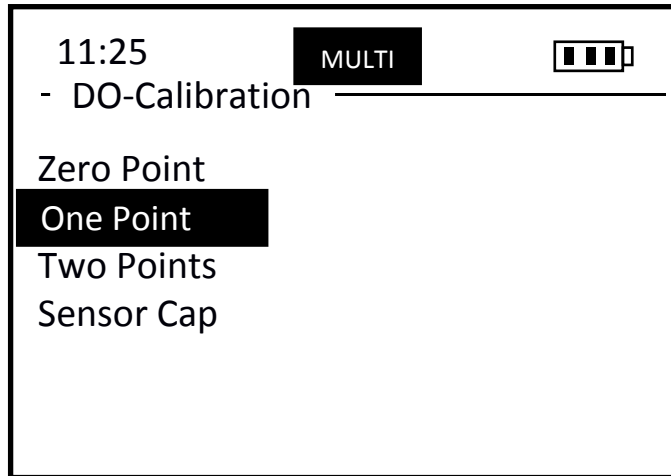 11:25 MULTI
- DO-Calibration
Zero Point
One Point
Two Points
Sensor Cap